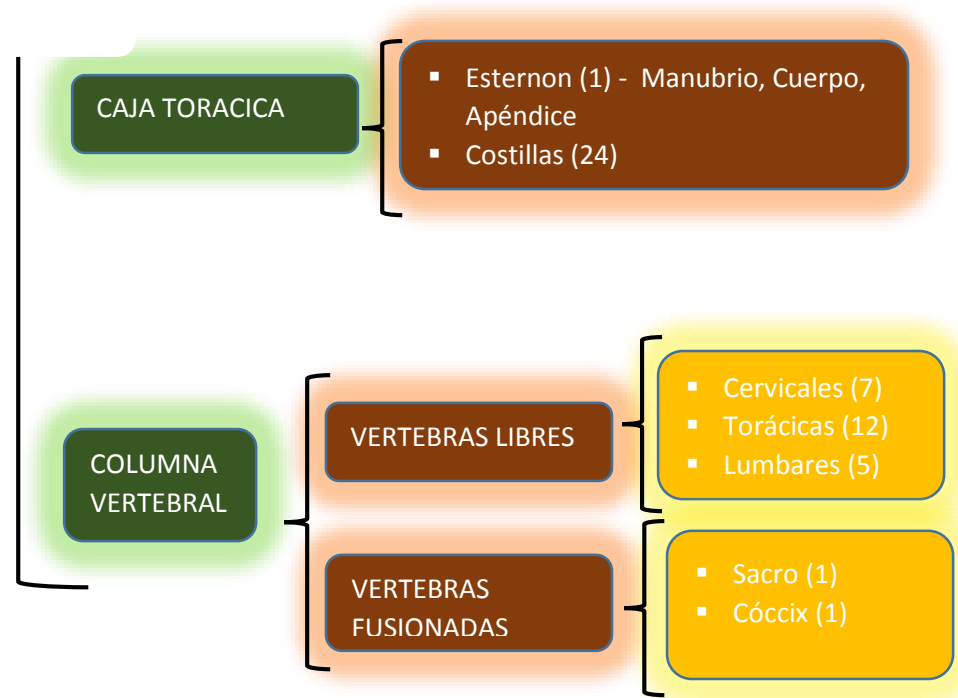 CAJA TORACICA
▪ Esternon (1) - Manubrio, Cuerpo,
Apéndice
▪ Costillas (24)
COLUMNA
VERTEBRAL
VERTEBRAS LIBRES
▪ Cervicales (7)
▪ Torácicas (12)
▪ Lumbares (5)
VERTEBRAS
FUSIONADAS
▪ Sacro (1)
▪ Cóccix (1)